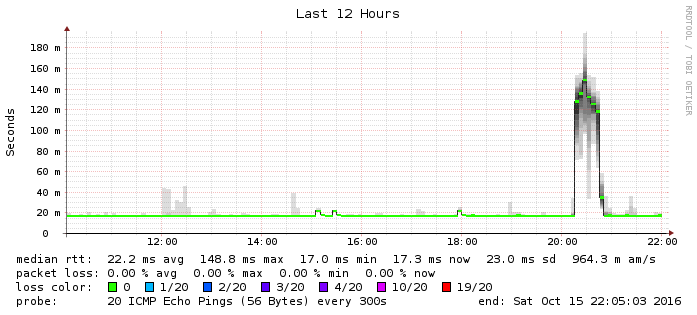 Last 12 Hours
RRDTOOL / TOBI OETIKER
Seconds
180 m
160 m
140 m
120 m
100 m
80 m
60 m
40 m
20 m
0
12:00 14:00 16:00 18:00 20:00 22:00
median rtt: 22.2 ms avg 148.8 ms max 17.0 ms min 17.3 ms now 23.0 ms sd 964.3 m am/s
packet loss: 0.00 % avg 0.00 % max 0.00 % min 0.00 % now
loss color: 0 1/20 2/20 3/20 4/20 10/20 19/20
probe: 20 ICMP Echo Pings (56 Bytes) every 300s end: Sat Oct 15 22:05:03 2016